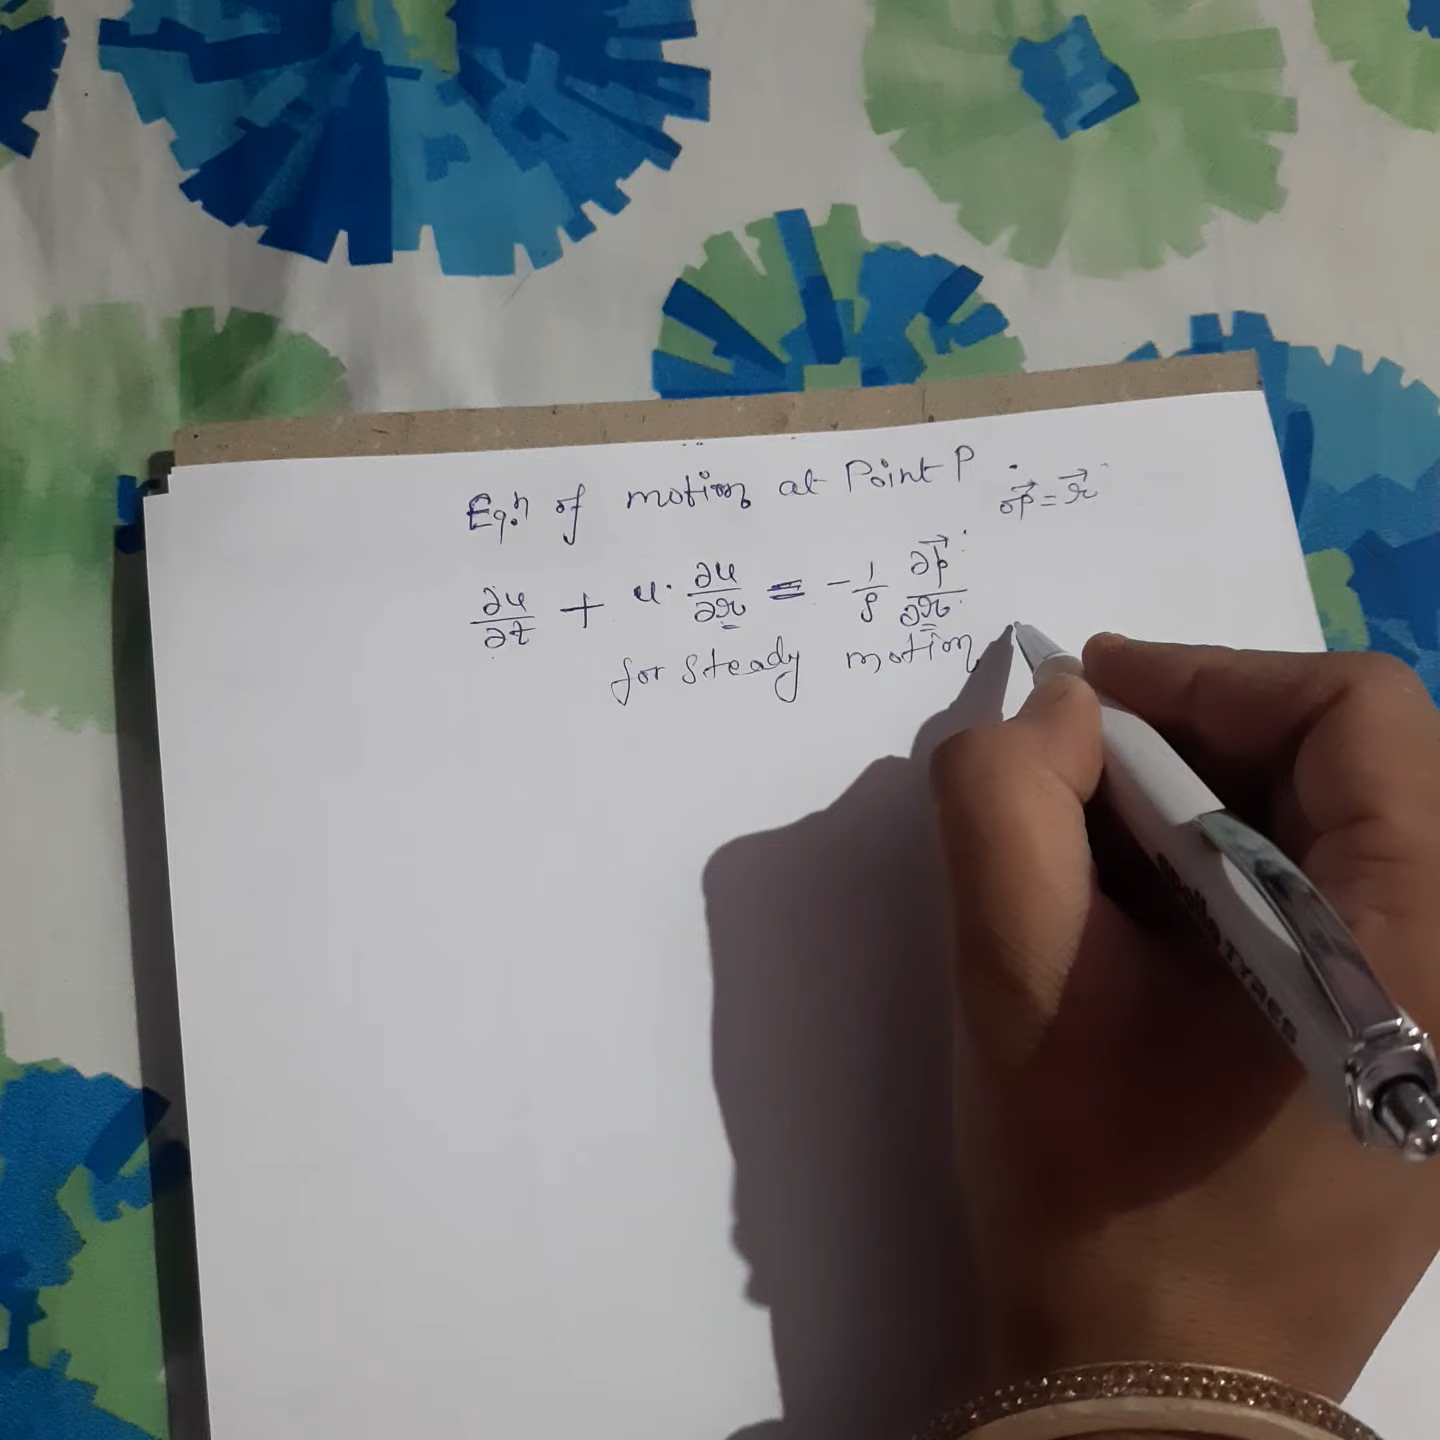 Eq.n of motion at Point P .
op⃗ = r⃗
∂u/∂t + u. ∂u/∂r = - 1/ρ ∂p⃗/∂r
for steady motion